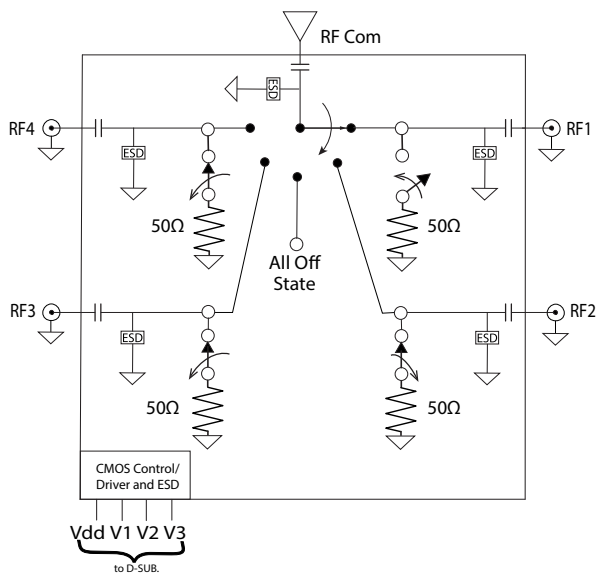 RF Com
ESD
RF4
RF1
ESD
ESD
50Ω
50Ω
All Off
State
RF3
RF2
ESD
ESD
50Ω
50Ω
CMOS Control/
Driver and ESD
Vdd V1 V2 V3
to D-SUB.